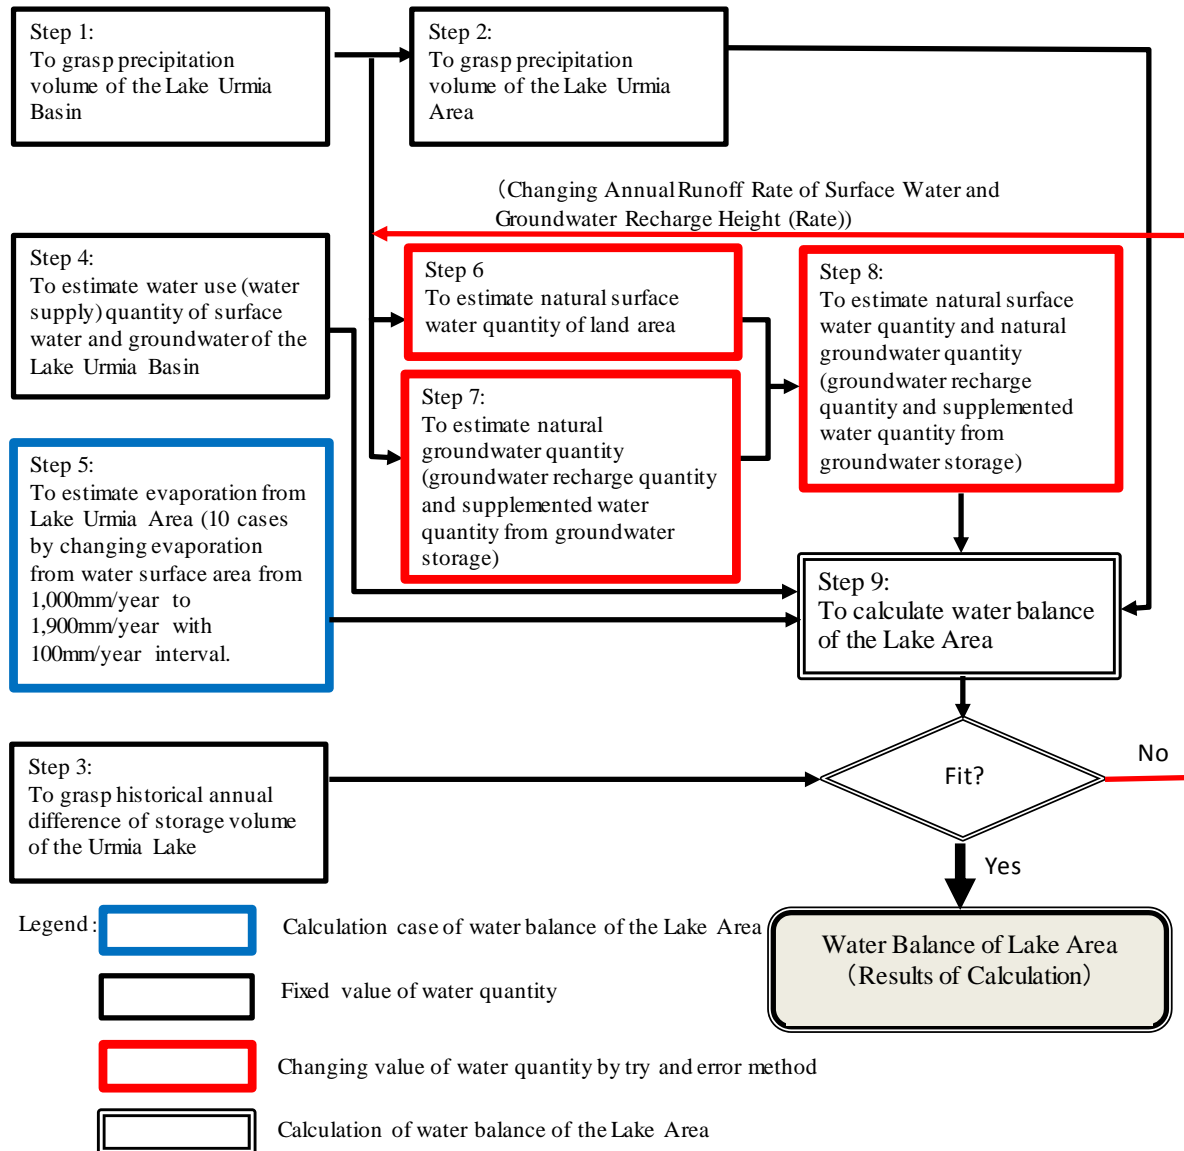 Step 1:
To grasp precipitation
volume of the Lake Urmia
Basin
Step 2:
To grasp precipitation
volume of the Lake Urmia
Area
（Changing Annual Runoff Rate of Surface Water and
Groundwater Recharge Height (Rate))
Step 4:
To estimate water use (water
supply) quantity of surface
water and groundwater of the
Lake Urmia Basin
Step 6
To estimate natural surface
water quantity of land area
Step 8:
To estimate natural surface
water quantity and natural
groundwater quantity
(groundwater recharge
quantity and supplemented
water quantity from
groundwater storage)
Step 7:
To estimate natural
groundwater quantity
(groundwater recharge quantity
and supplemented water
quantity from groundwater
storage)
Step 5:
To estimate evaporation from
Lake Urmia Area (10 cases
by changing evaporation
from water surface area from
1,000mm/year to
1,900mm/year with
100mm/year interval.
Step 9:
To calculate water balance
of the Lake Area
Step 3:
To grasp historical annual
difference of storage volume
of the Urmia Lake
Fit?
No
Yes
Water Balance of Lake Area
（Results of Calculation）
Legend:
Calculation case of water balance of the Lake Area
Fixed value of water quantity
Changing value of water quantity by try and error method
Calculation of water balance of the Lake Area